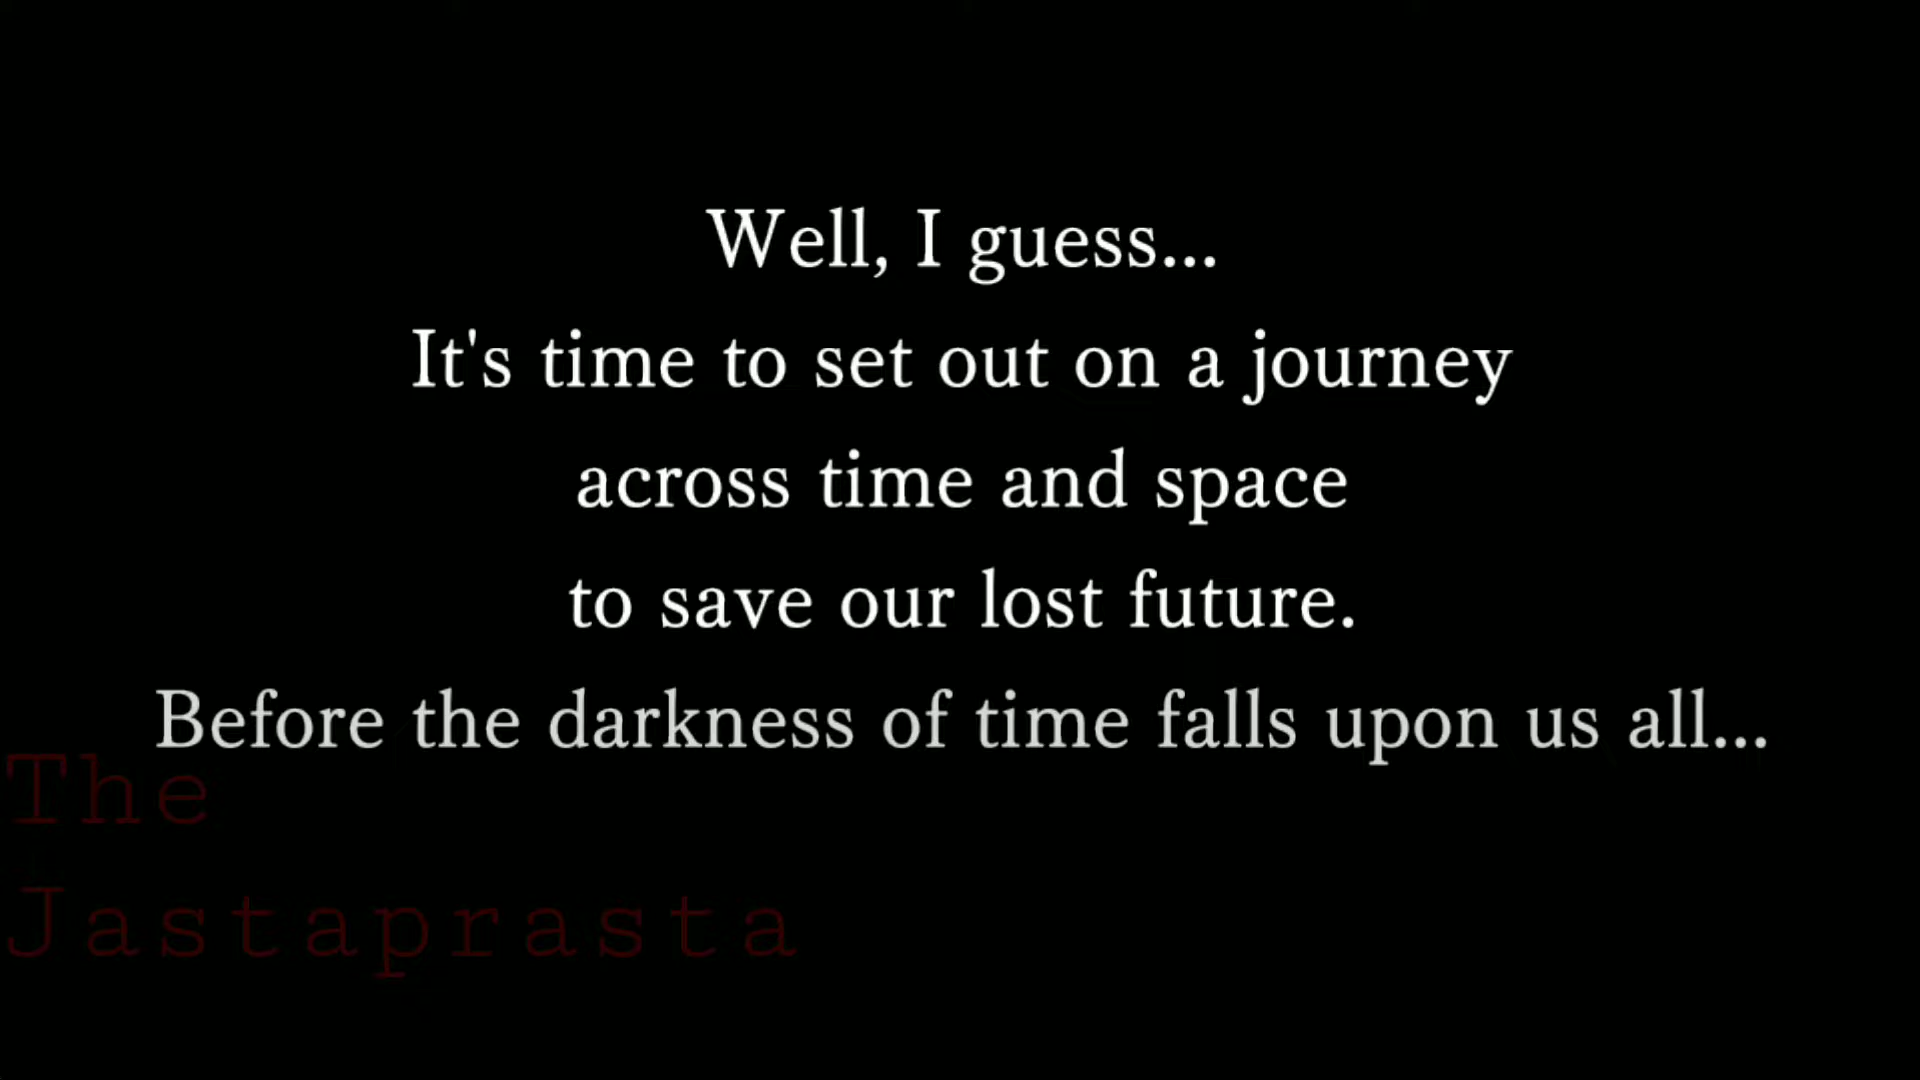 Well, I guess...
It's time to set out on a journey
across time and space
to save our lost future.
Before the darkness of time falls upon us all...
The
Jastaprasta